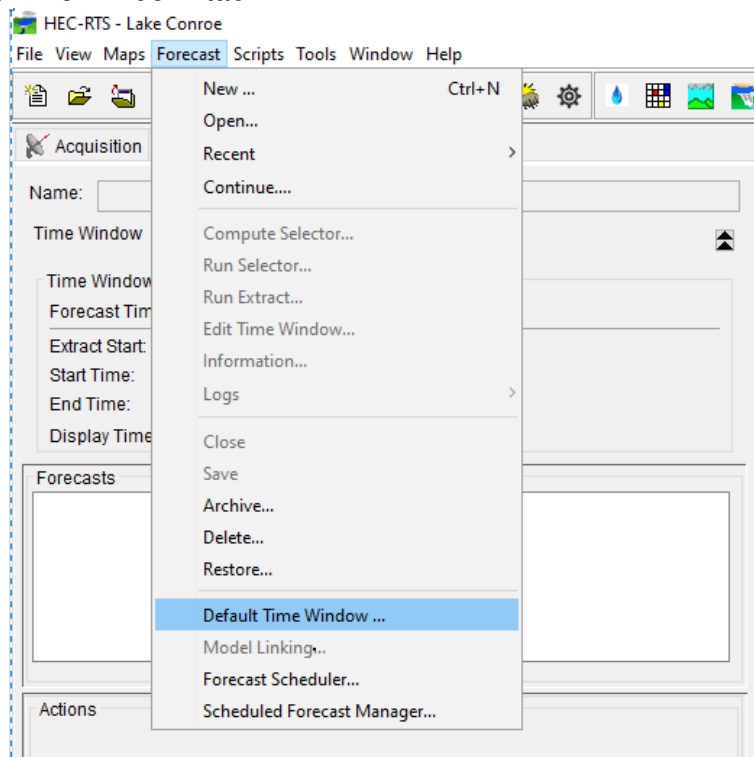 HEC-RTS - Lake Conroe
File View Maps Forecast Scripts Tools Window Help
New ... Ctrl+N
Open...
Acquisition
Recent
Continue....
Name:
Time Window
Compute Selector...
Run Selector...
Time Window
Run Extract...
Forecast Tim
Edit Time Window...
Extract Start:
Information...
Start Time:
Logs
End Time:
Display Time
Close
Forecasts
Save
Archive...
Delete...
Restore...
Default Time Window ...
Model Linking...
Forecast Scheduler...
Actions
Scheduled Forecast Manager...